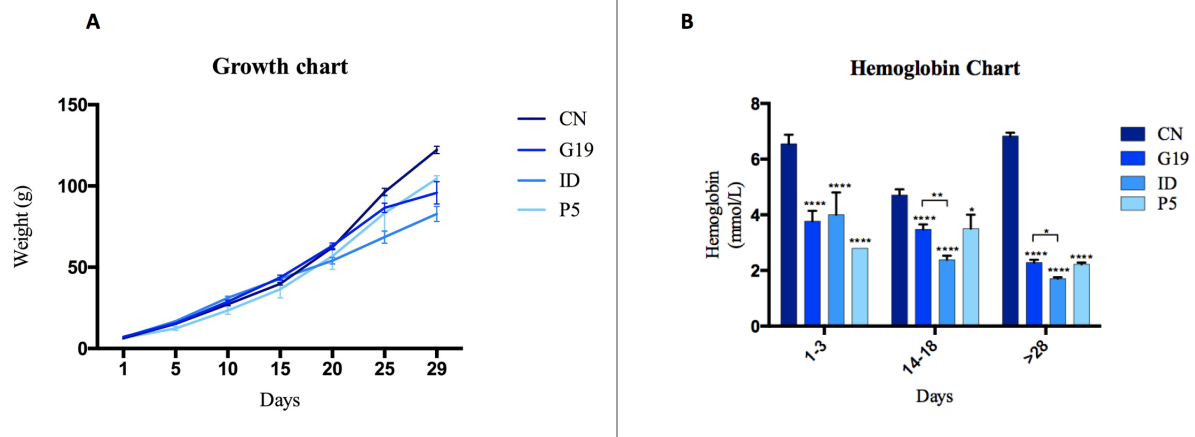 A
Growth chart
150
100
50
0
Weight (g)
1 5 10 15 20 25 29
Days
CN
G19
ID
P5
B
Hemoglobin Chart
8
6
4
2
0
Hemoglobin
(mmol/L)
**** **** ****
** **** **** *
* **** **** ****
1-3 14-18 >28
Days
CN
G19
ID
P5